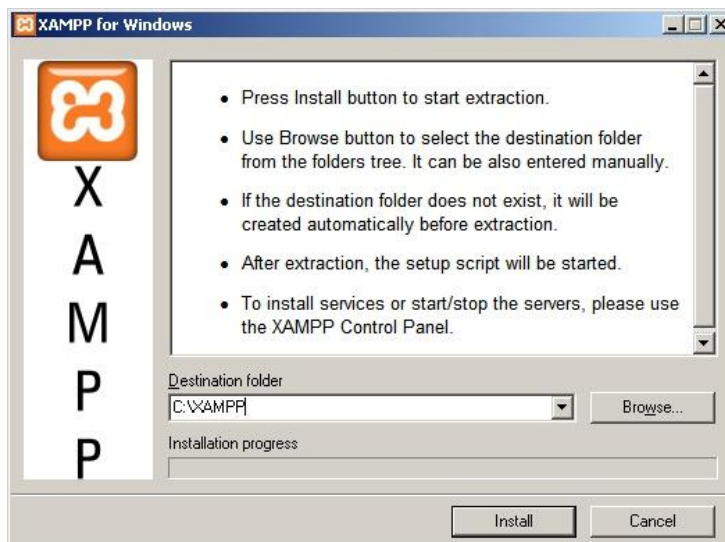 XAMPP for Windows
X
A
M
P
P
• Press Install button to start extraction.
• Use Browse button to select the destination folder
from the folders tree. It can be also entered manually.
• If the destination folder does not exist, it will be
created automatically before extraction.
• After extraction, the setup script will be started.
• To install services or start/stop the servers, please use
the XAMPP Control Panel.
Destination folder
C:\XAMPP
Browse...
Installation progress
Install
Cancel